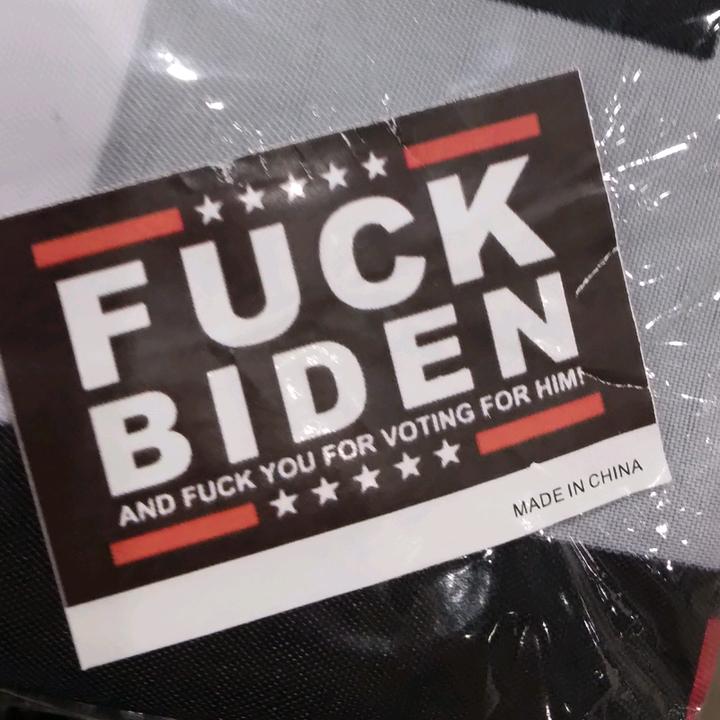 FUCK
BIDEN
AND FUCK YOU FOR VOTING FOR HIM!
MADE IN CHINA